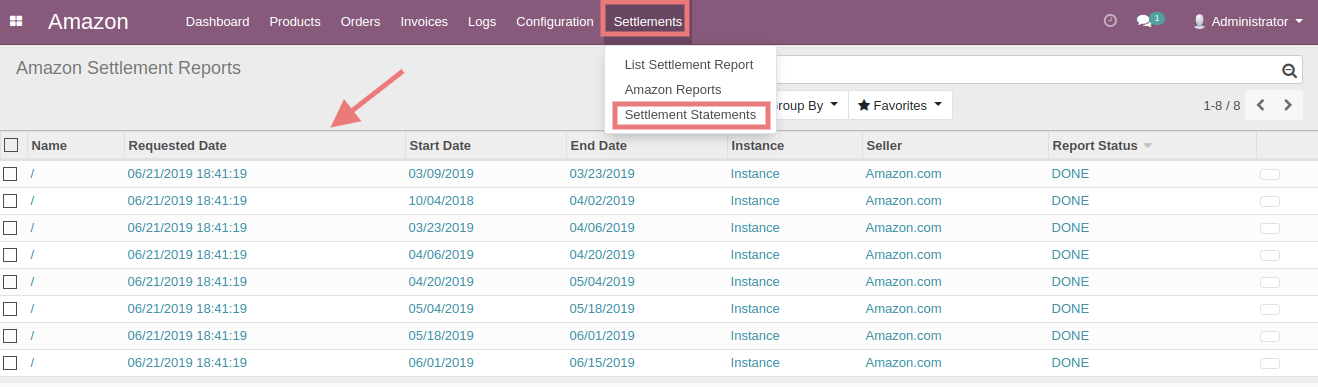 Amazon Dashboard Products Orders Invoices Logs Configuration Settlements 1 Administrator
Amazon Settlement Reports
List Settlement Report
Amazon Reports
Settlement Statements
roup By Favorites 1-8 / 8
Name Requested Date Start Date End Date Instance Seller Report Status
/ 06/21/2019 18:41:19 03/09/2019 03/23/2019 Instance Amazon.com DONE
/ 06/21/2019 18:41:19 10/04/2018 04/02/2019 Instance Amazon.com DONE
/ 06/21/2019 18:41:19 03/23/2019 04/06/2019 Instance Amazon.com DONE
/ 06/21/2019 18:41:19 04/06/2019 04/20/2019 Instance Amazon.com DONE
/ 06/21/2019 18:41:19 04/20/2019 05/04/2019 Instance Amazon.com DONE
/ 06/21/2019 18:41:19 05/04/2019 05/18/2019 Instance Amazon.com DONE
/ 06/21/2019 18:41:19 05/18/2019 06/01/2019 Instance Amazon.com DONE
/ 06/21/2019 18:41:19 06/01/2019 06/15/2019 Instance Amazon.com DONE